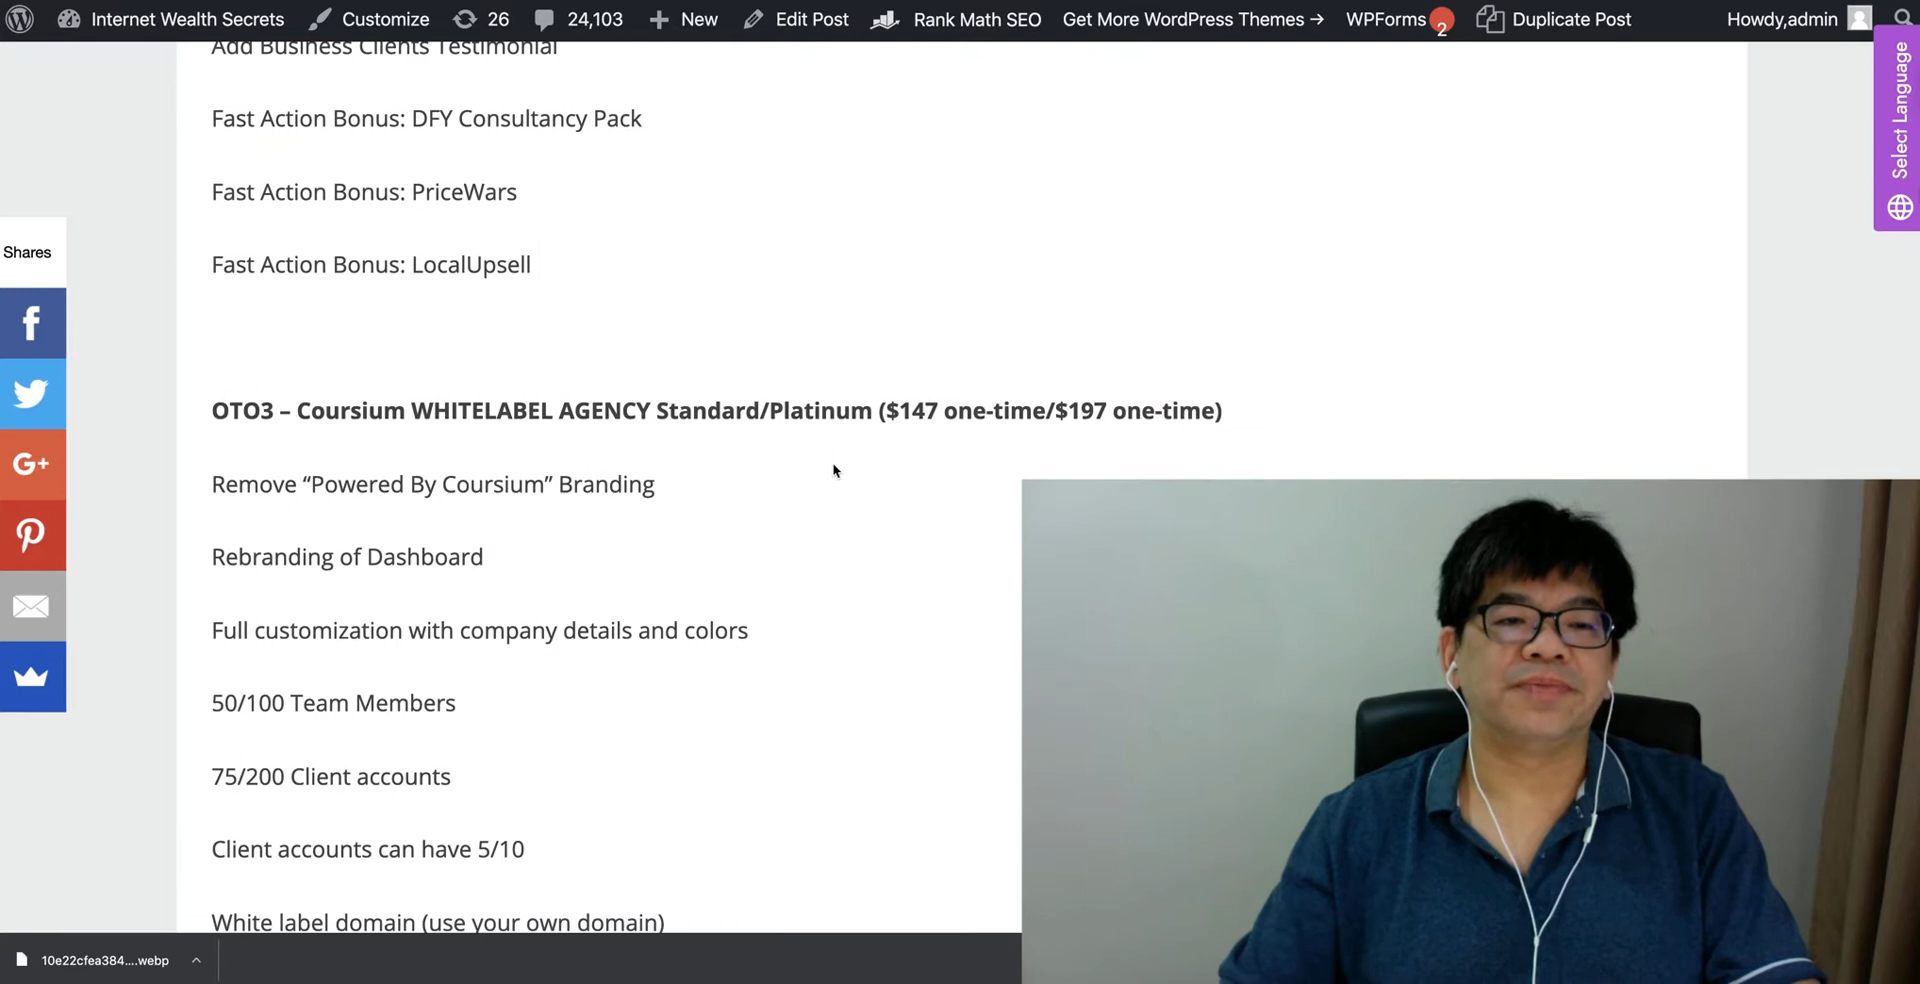 Internet Wealth Secrets Customize 26 24,103 New Edit Post Rank Math SEO Get More WordPress Themes → WPForms 2 Duplicate Post Howdy,admin
Add Business Clients Testimonial
Select Language
Fast Action Bonus: DFY Consultancy Pack
Fast Action Bonus: PriceWars
Shares
Fast Action Bonus: LocalUpsell
f
OTO3 – Coursium WHITELABEL AGENCY Standard/Platinum ($147 one-time/$197 one-time)
G+
Remove “Powered By Coursium” Branding
Rebranding of Dashboard
Full customization with company details and colors
50/100 Team Members
75/200 Client accounts
Client accounts can have 5/10
White label domain (use your own domain)
10e22cfea384....webp